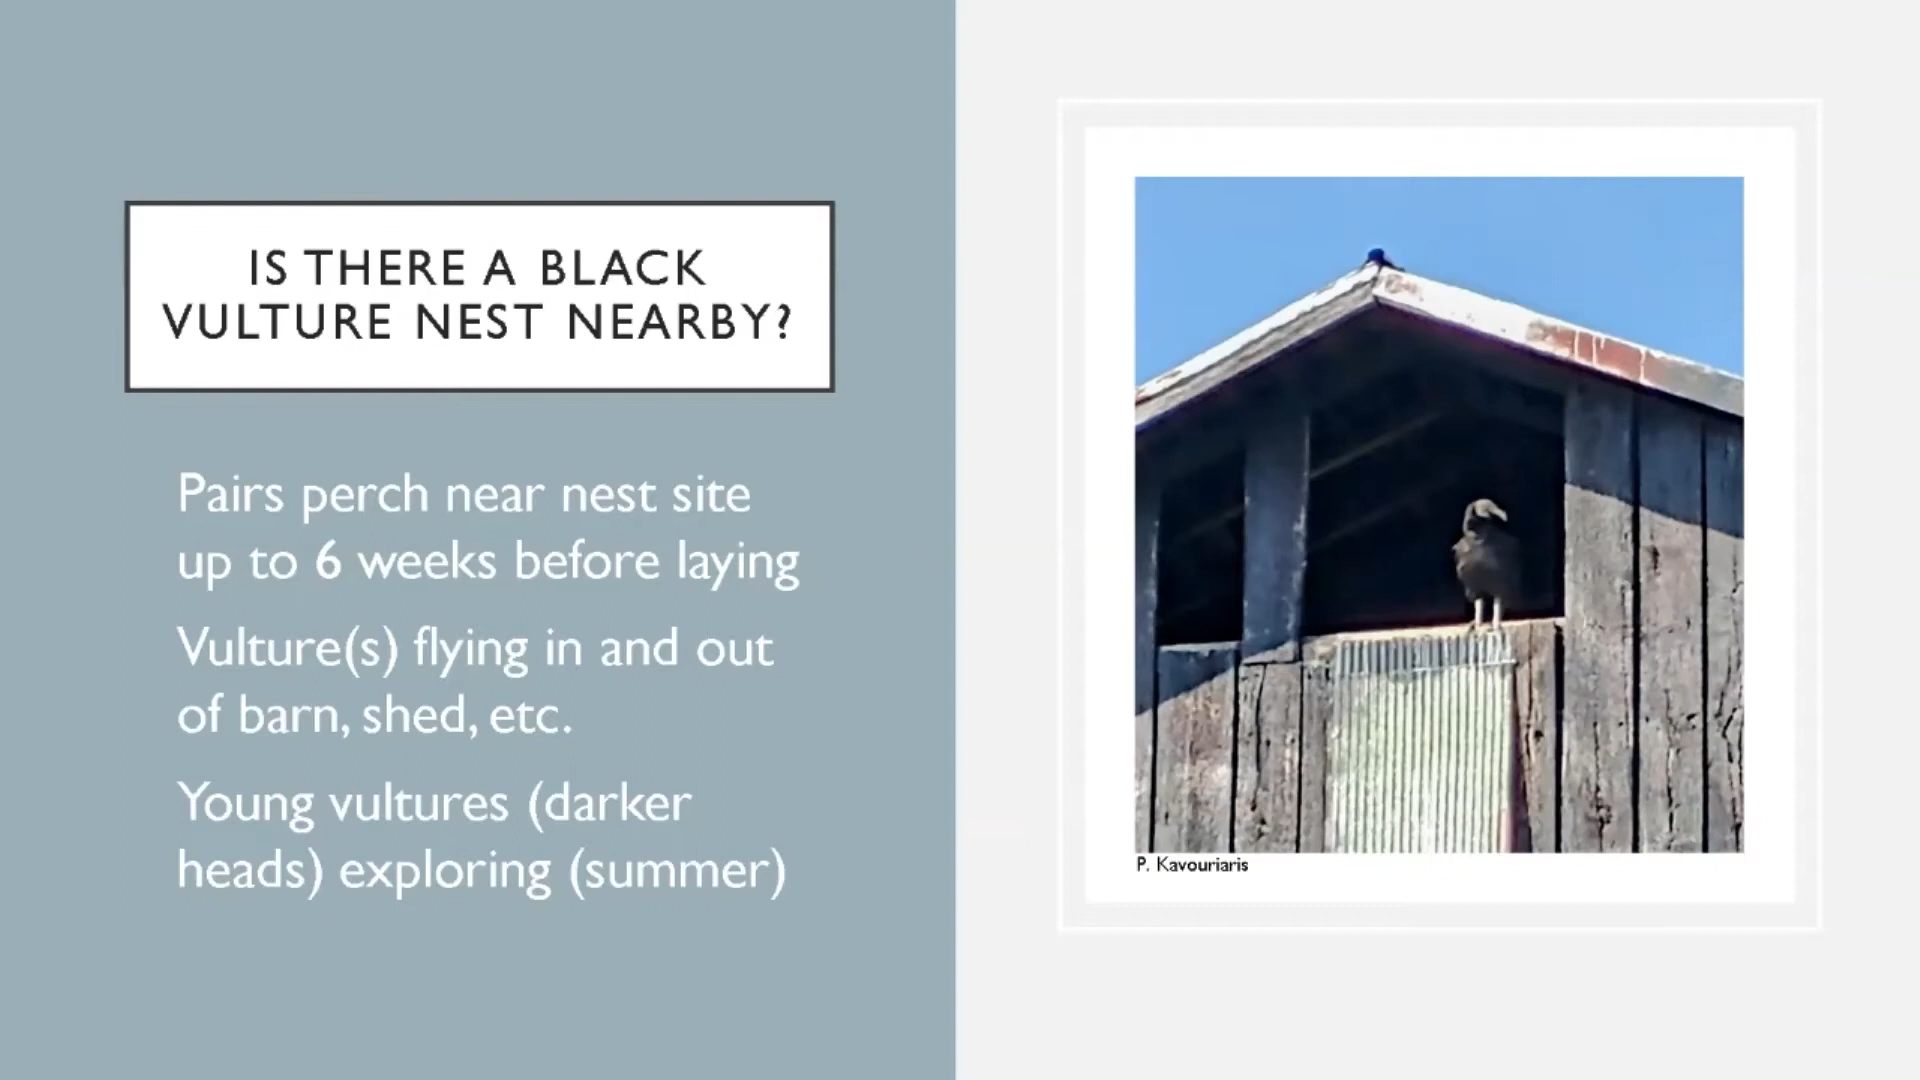 IS THERE A BLACK
VULTURE NEST NEARBY?
Pairs perch near nest site
up to 6 weeks before laying
Vulture(s) flying in and out
of barn, shed, etc.
Young vultures (darker
heads) exploring (summer)
P. Kavouriaris